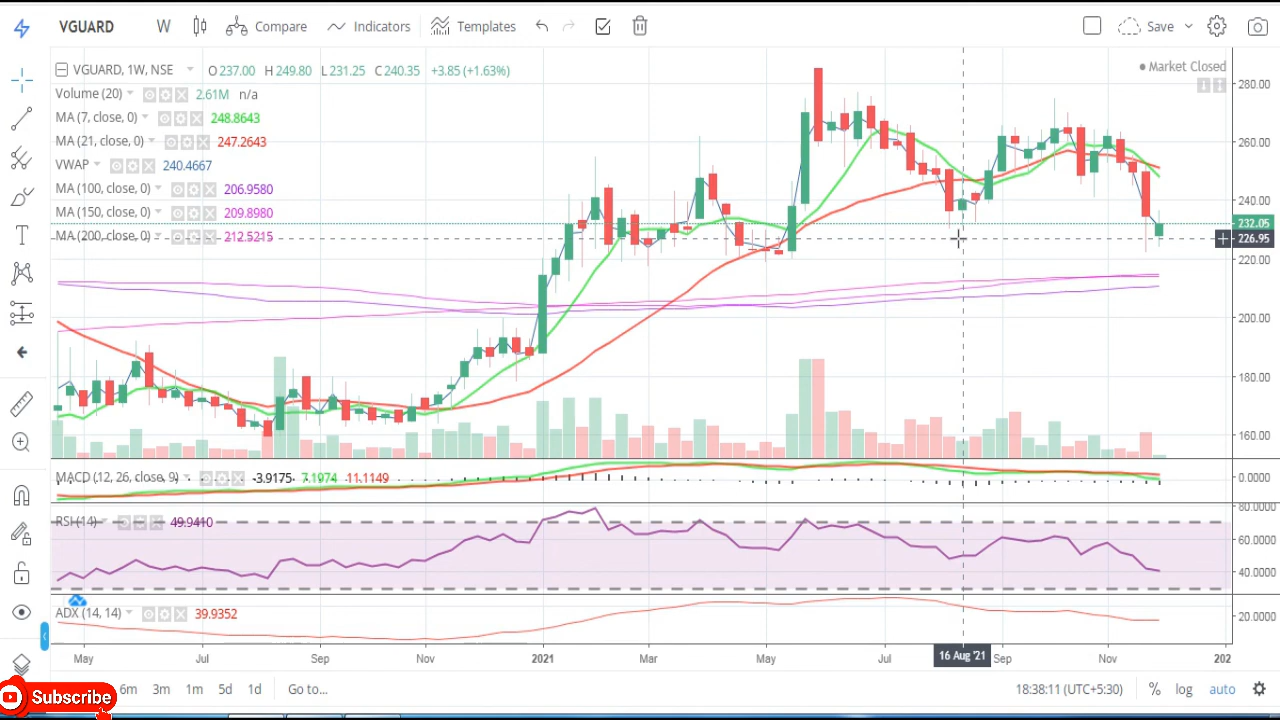 VGUARD W Compare Indicators Templates Save
VGUARD, 1W, NSE O237.00 H249.80 L231.25 C240.35 +3.85 (+1.63%)
Market Closed
Volume (20) 2.61M n/a
MA (7, close, 0) 248.8643
MA (21, close, 0) 247.2643
VWAP 240.4667
MA (100, close, 0) 206.9580
MA (150, close, 0) 209.8980
MA (200, close, 0) 212.5215
280.00
260.00
240.00
232.05
226.95
220.00
200.00
180.00
160.00
MACD (12, 26, close, 9) -3.9175 7.1974 11.1149
0.0000
RSI (14) 49.9410
80.0000
60.0000
40.0000
ADX (14, 14) 39.9352
20.0000
May Jul Sep Nov 2021 Mar May Jul 16 Aug '21 Sep Nov 202
Subscribe 6m 3m 1m 5d 1d Go to... 18:38:11 (UTC+5:30) % log auto